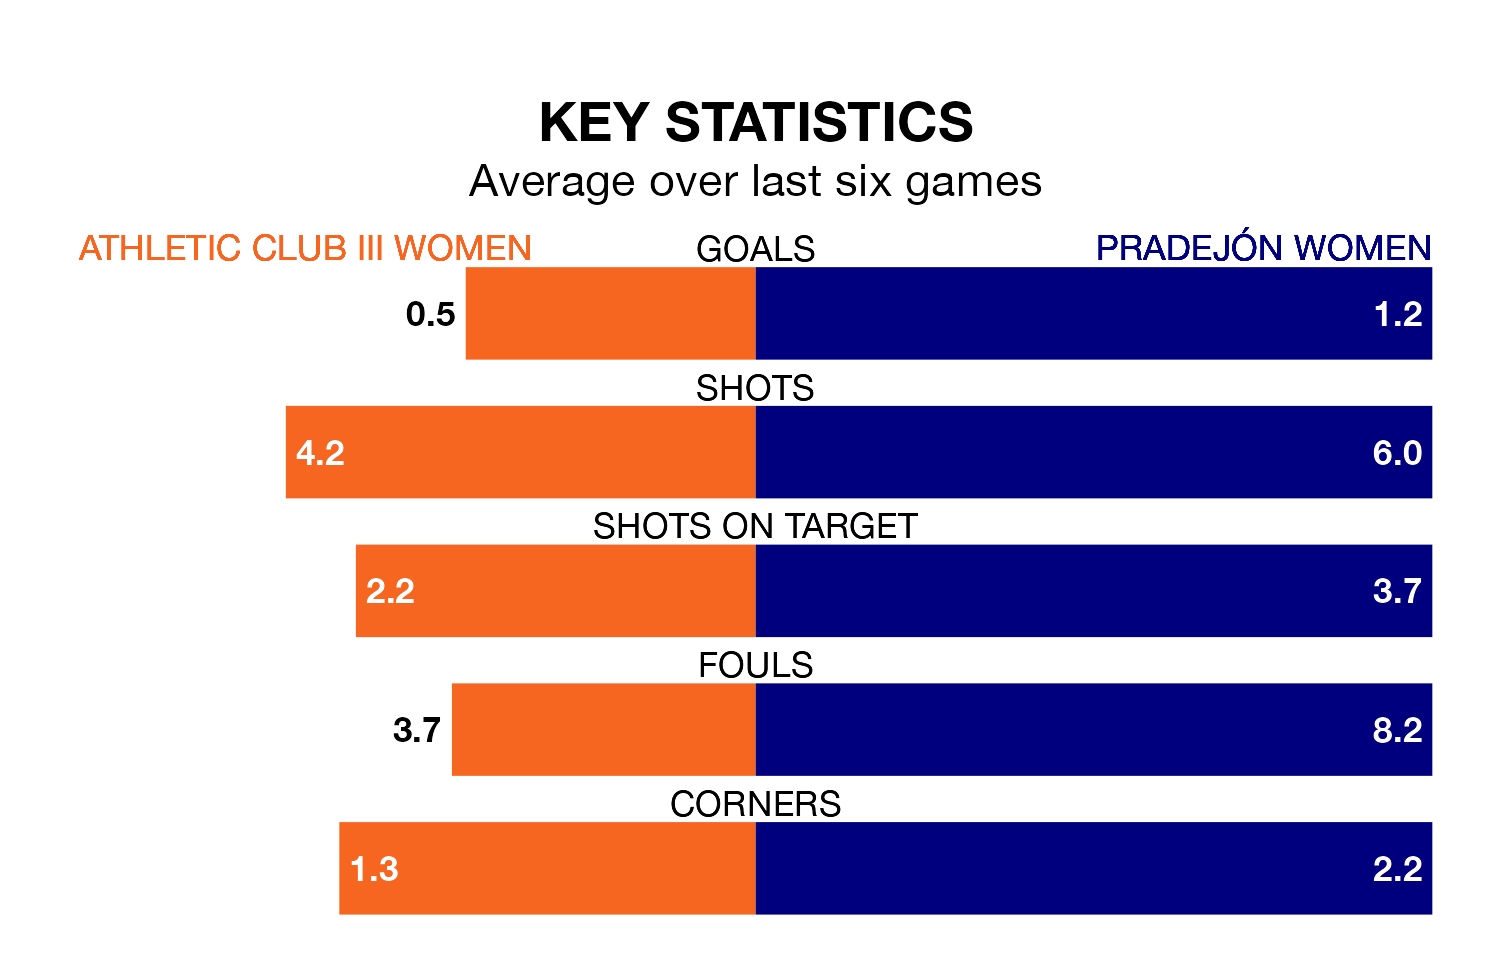 KEY STATISTICS
Average over last six games
ATHLETIC CLUB III WOMEN GOALS PRADEJÓN WOMEN
0.5 1.2
SHOTS
4.2 6.0
SHOTS ON TARGET
2.2 3.7
FOULS
3.7 8.2
CORNERS
1.3 2.2